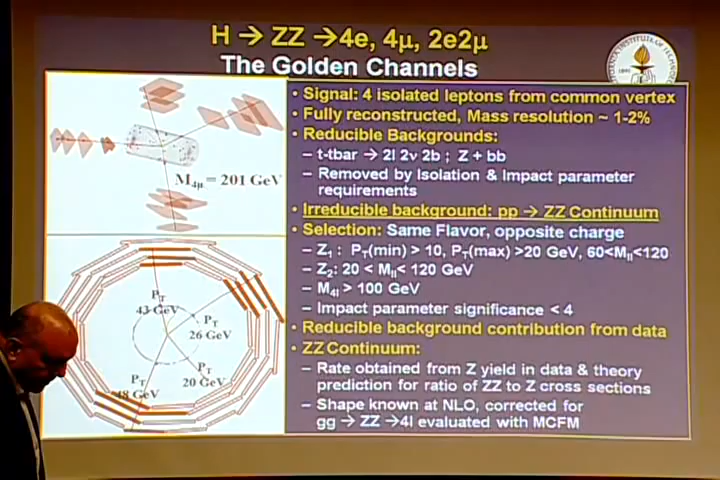 H → ZZ → 4e, 4μ, 2e2μ
The Golden Channels
• Signal: 4 isolated leptons from common vertex
• Fully reconstructed, Mass resolution ~ 1-2%
• Reducible Backgrounds:
– t-tbar → 2l 2ν 2b ; Z + bb
– Removed by Isolation & Impact parameter
requirements
• Irreducible background: pp → ZZ Continuum
• Selection: Same Flavor, opposite charge
– Z₁ : P_T(min) > 10, P_T(max) >20 GeV, 60<M_ll<120
– Z₂: 20 < M_ll< 120 GeV
– M_4l > 100 GeV
– Impact parameter significance < 4
• Reducible background contribution from data
• ZZ Continuum:
– Rate obtained from Z yield in data & theory
prediction for ratio of ZZ to Z cross sections
– Shape known at NLO, corrected for
gg → ZZ →4l evaluated with MCFM
M_4μ = 201 GeV
P_T
43 GeV
P_T
26 GeV
P_T
20 GeV
P_T
48 GeV